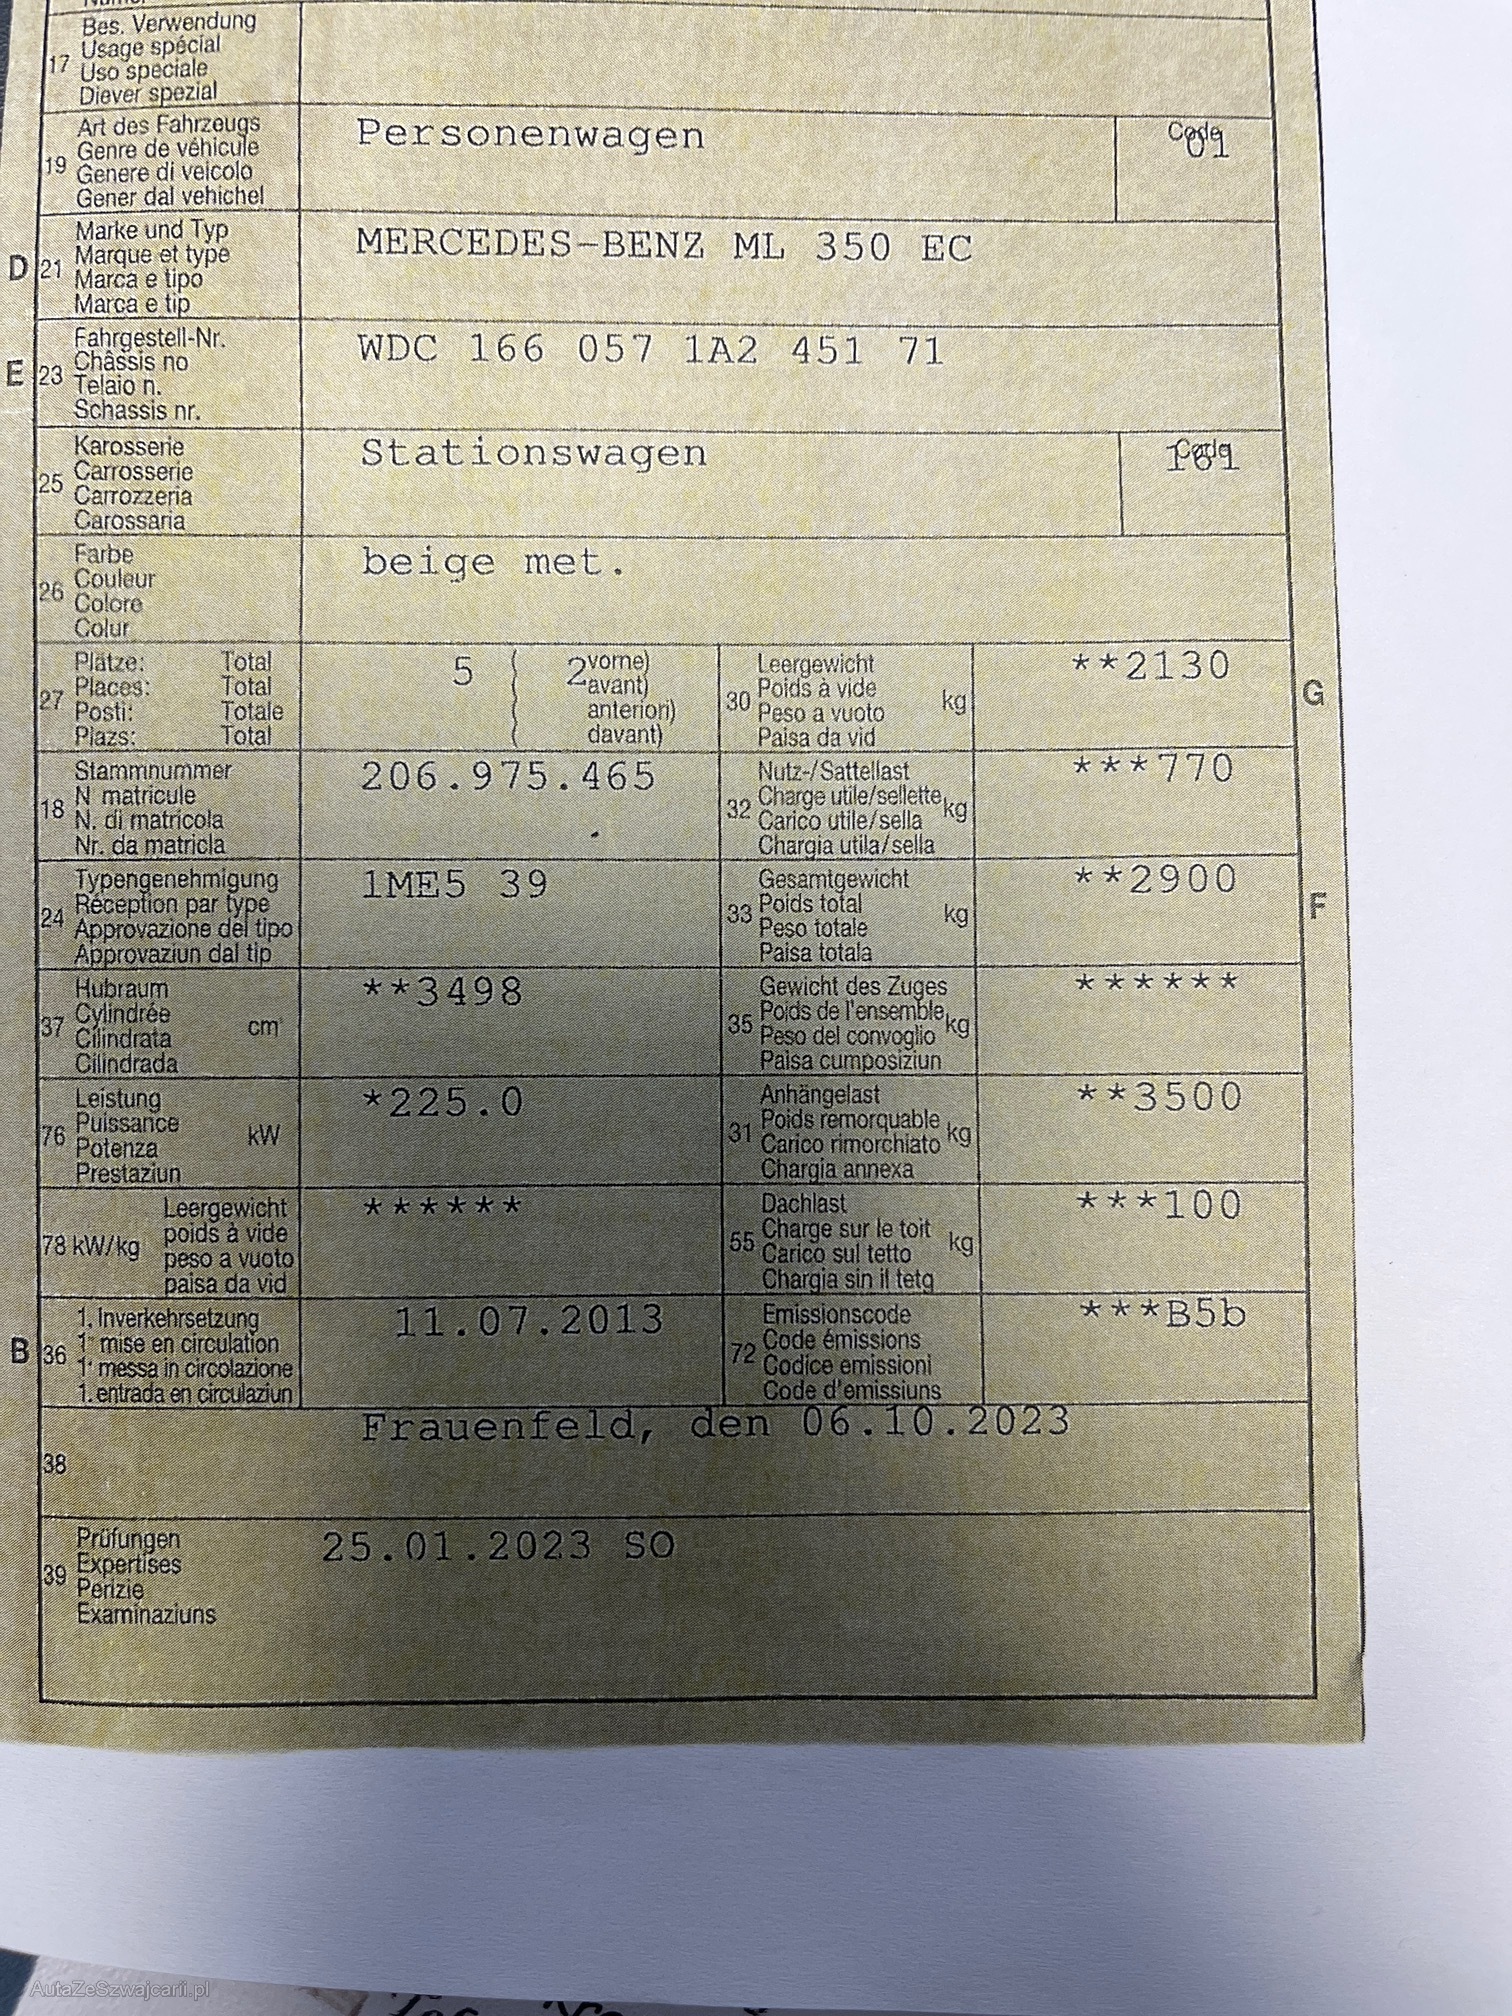 17 Bes. Verwendung
Usage spécial
Uso speciale
Diever spezial
19 Art des Fahrzeugs
Genre de véhicule
Genere di veicolo
Gener dal vehichel
Personenwagen
Code
01
D 21 Marke und Typ
Marque et type
Marca e tipo
Marca e tip
MERCEDES-BENZ ML 350 EC
E 23 Fahrgestell-Nr.
Châssis no
Telaio n.
Schassis nr.
WDC 166 057 1A2 451 71
25 Karosserie
Carrosserie
Carrozzeria
Carossaria
Stationswagen
Code
26 Farbe
Couleur
Colore
Colur
beige met.
27 Plätze: Total
Places: Total
Posti: Totale
Plazs: Total
5 ( 2 vorne)
( avant)
( anteriori)
( davant)
30 Leergewicht
Poids à vide kg
Peso a vuoto
Paisa da vid
**2130
G
18 Stammnummer
N matricule
N. di matricola
Nr. da matricla
206.975.465
32 Nutz-/Sattellast
Charge utile/sellette kg
Carico utile/sella
Chargia utila/sella
***770
24 Typengenehmigung
Réception par type
Approvazione del tipo
Approvaziun dal tip
1ME5 39
33 Gesamtgewicht
Poids total kg
Peso totale
Paisa totala
**2900
F
37 Hubraum
Cylindrée
Cilindrata cm³
Cilindrada
**3498
35 Gewicht des Zuges
Poids de l'ensemble kg
Peso del convoglio
Paisa cumposiziun
******
76 Leistung
Puissance kW
Potenza
Prestaziun
*225.0
31 Anhängelast
Poids remorquable kg
Carico rimorchiato
Chargia annexa
**3500
78 kW/kg Leergewicht
poids à vide
peso a vuoto
paisa da vid
******
55 Dachlast
Charge sur le toit kg
Carico sul tetto
Chargia sin il tetg
***100
B 36 1. Inverkehrsetzung
1re mise en circulation
1a messa in circolazione
1. entrada en circulaziun
11.07.2013
72 Emissionscode
Code émissions
Codice emissioni
Code d'emissiuns
***B5b
38 Frauenfeld, den 06.10.2023
39 Prüfungen
Expertises
Perizie
Examinaziuns
25.01.2023 SO
AutaZeSzwajcarii.pl